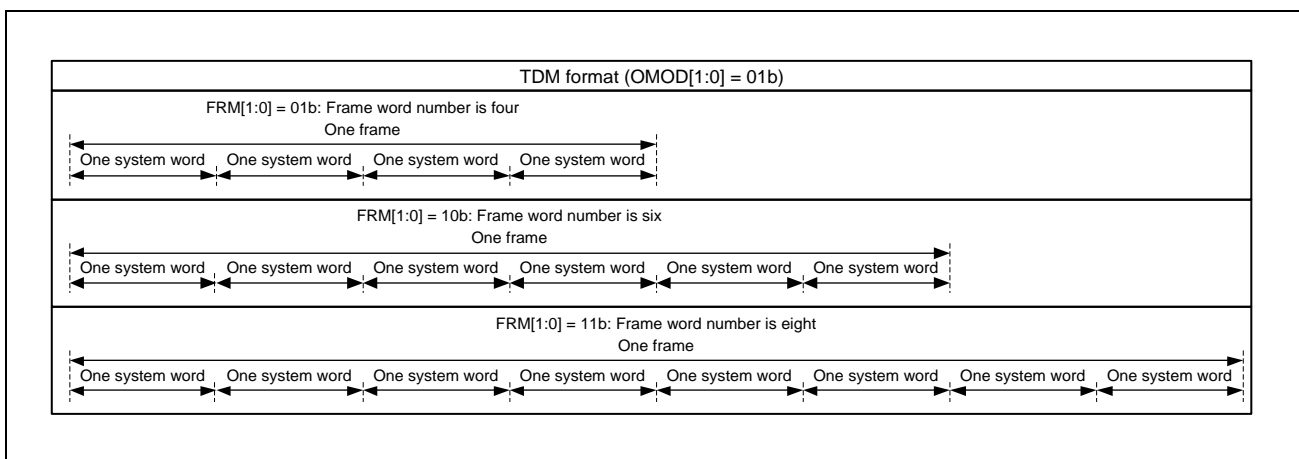 TDM format (OMOD[1:0] = 01b)
FRM[1:0] = 01b: Frame word number is four
One frame
One system word One system word One system word One system word
FRM[1:0] = 10b: Frame word number is six
One frame
One system word One system word One system word One system word One system word One system word
FRM[1:0] = 11b: Frame word number is eight
One frame
One system word One system word One system word One system word One system word One system word One system word One system word